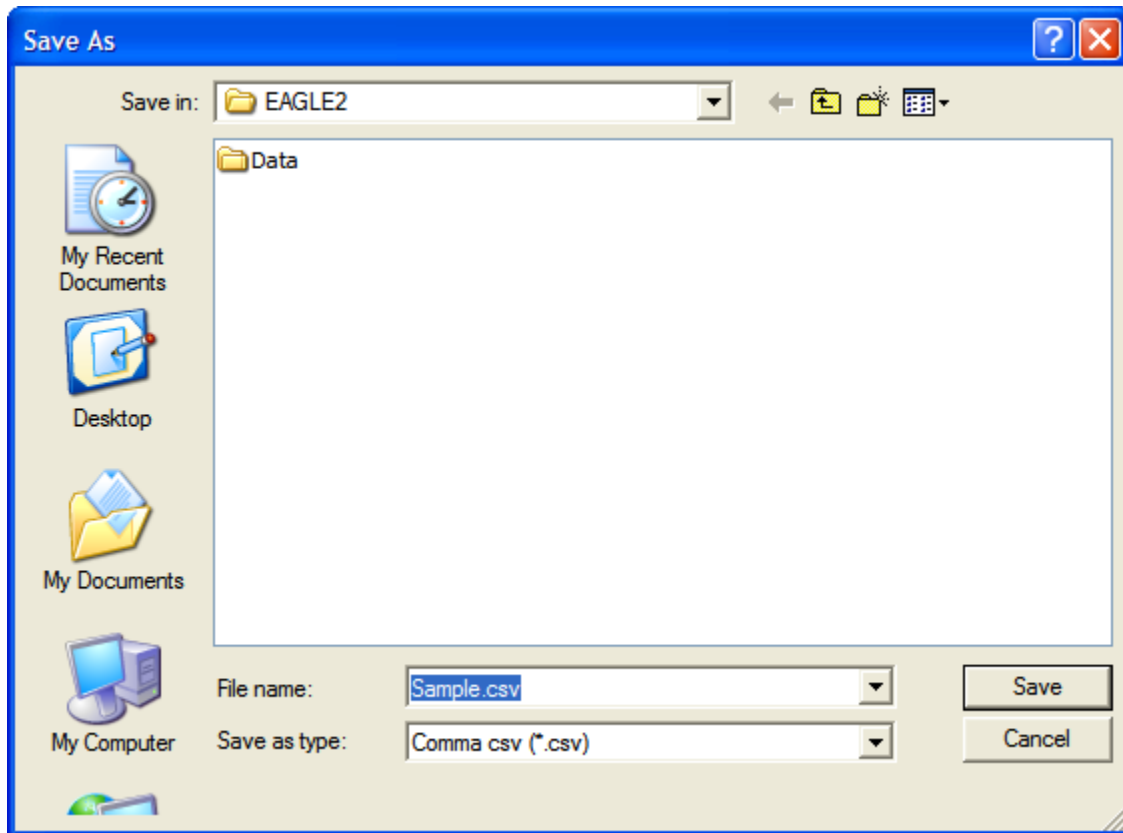 Save As
Save in: EAGLE2
Data
My Recent
Documents
Desktop
My Documents
My Computer
File name: Sample.csv
Save
Save as type: Comma csv (*.csv)
Cancel